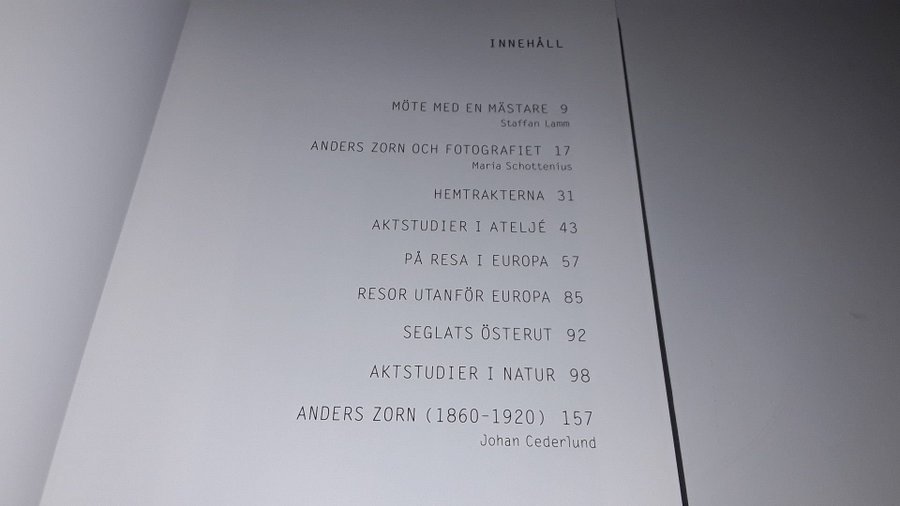 INNEHÅLL
MÖTE MED EN MÄSTARE 9
Staffan Lamm
ANDERS ZORN OCH FOTOGRAFIET 17
Maria Schottenius
HEMTRAKTERNA 31
AKTSTUDIER I ATELJÉ 43
PÅ RESA I EUROPA 57
RESOR UTANFÖR EUROPA 85
SEGLATS ÖSTERUT 92
AKTSTUDIER I NATUR 98
ANDERS ZORN (1860-1920) 157
Johan Cederlund